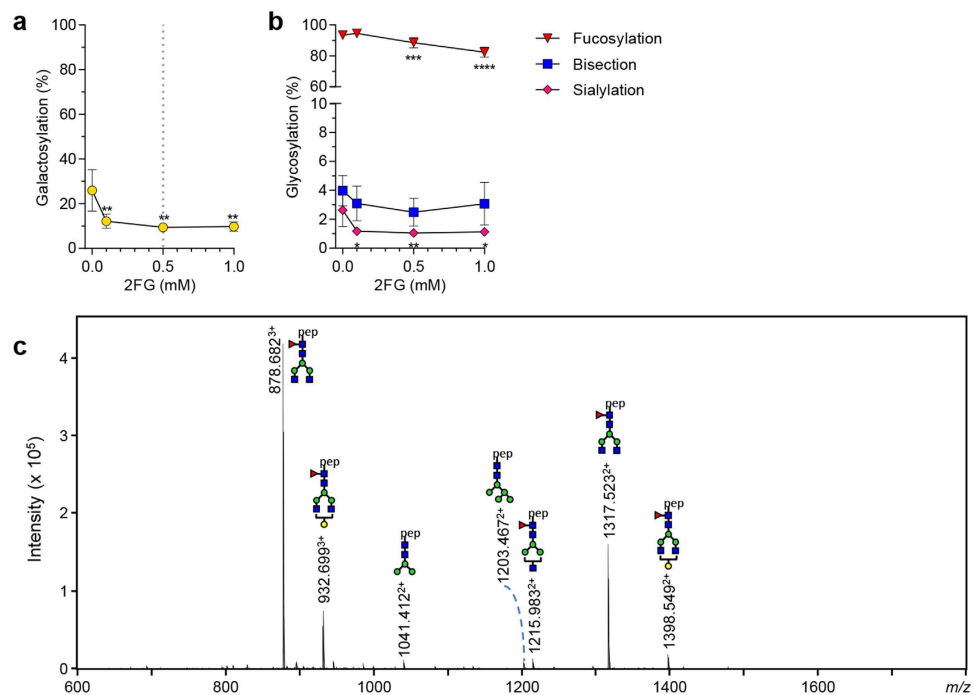 a
100
80
60
40
20
0
Galactosylation (%)
**
**
**
0.0 0.5 1.0
2FG (mM)
b
100
80
60
10
8
6
4
2
0
Glycosylation (%)
***
****
*
**
*
0.0 0.5 1.0
2FG (mM)
Fucosylation
Bisection
Sialylation
c
4
3
2
1
0
Intensity (x 10⁵)
pep
878.682³⁺
pep
932.699³⁺
pep
1041.412²⁺
pep
1203.467²⁺
pep
1215.983²⁺
pep
1317.523²⁺
pep
1398.549²⁺
600 800 1000 1200 1400 1600 m/z